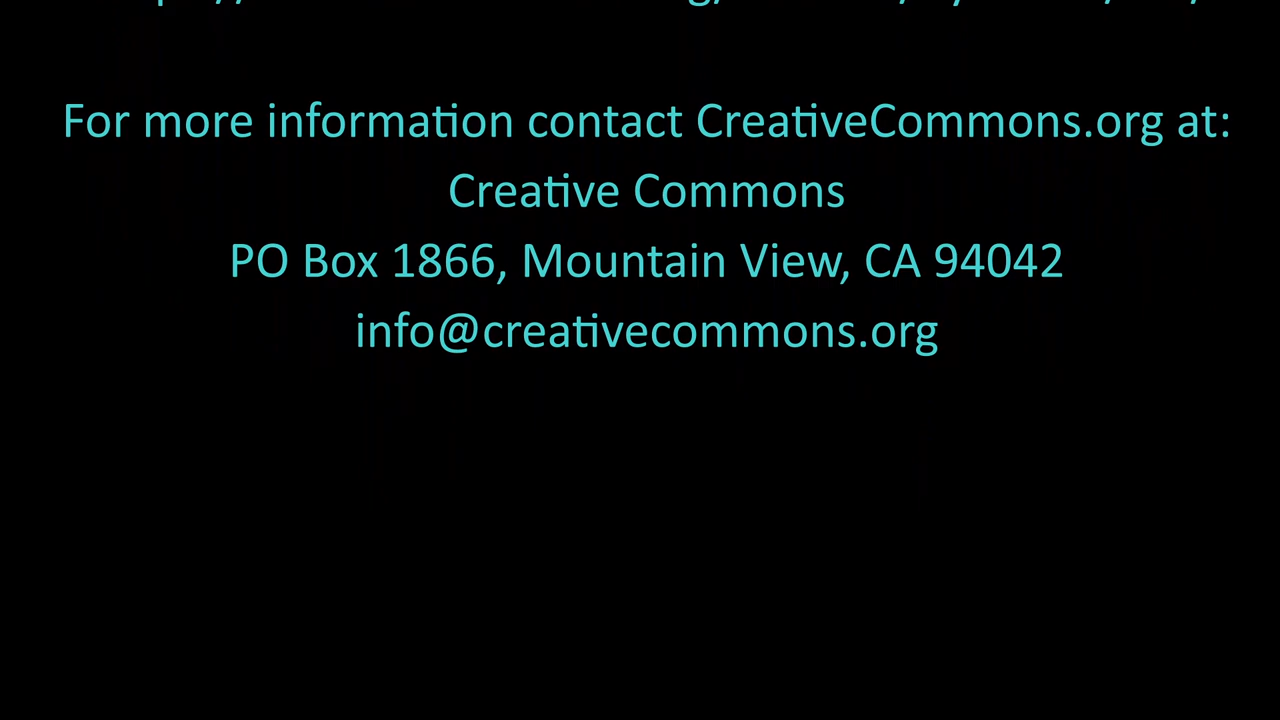 For more information contact CreativeCommons.org at:
Creative Commons
PO Box 1866, Mountain View, CA 94042
info@creativecommons.org